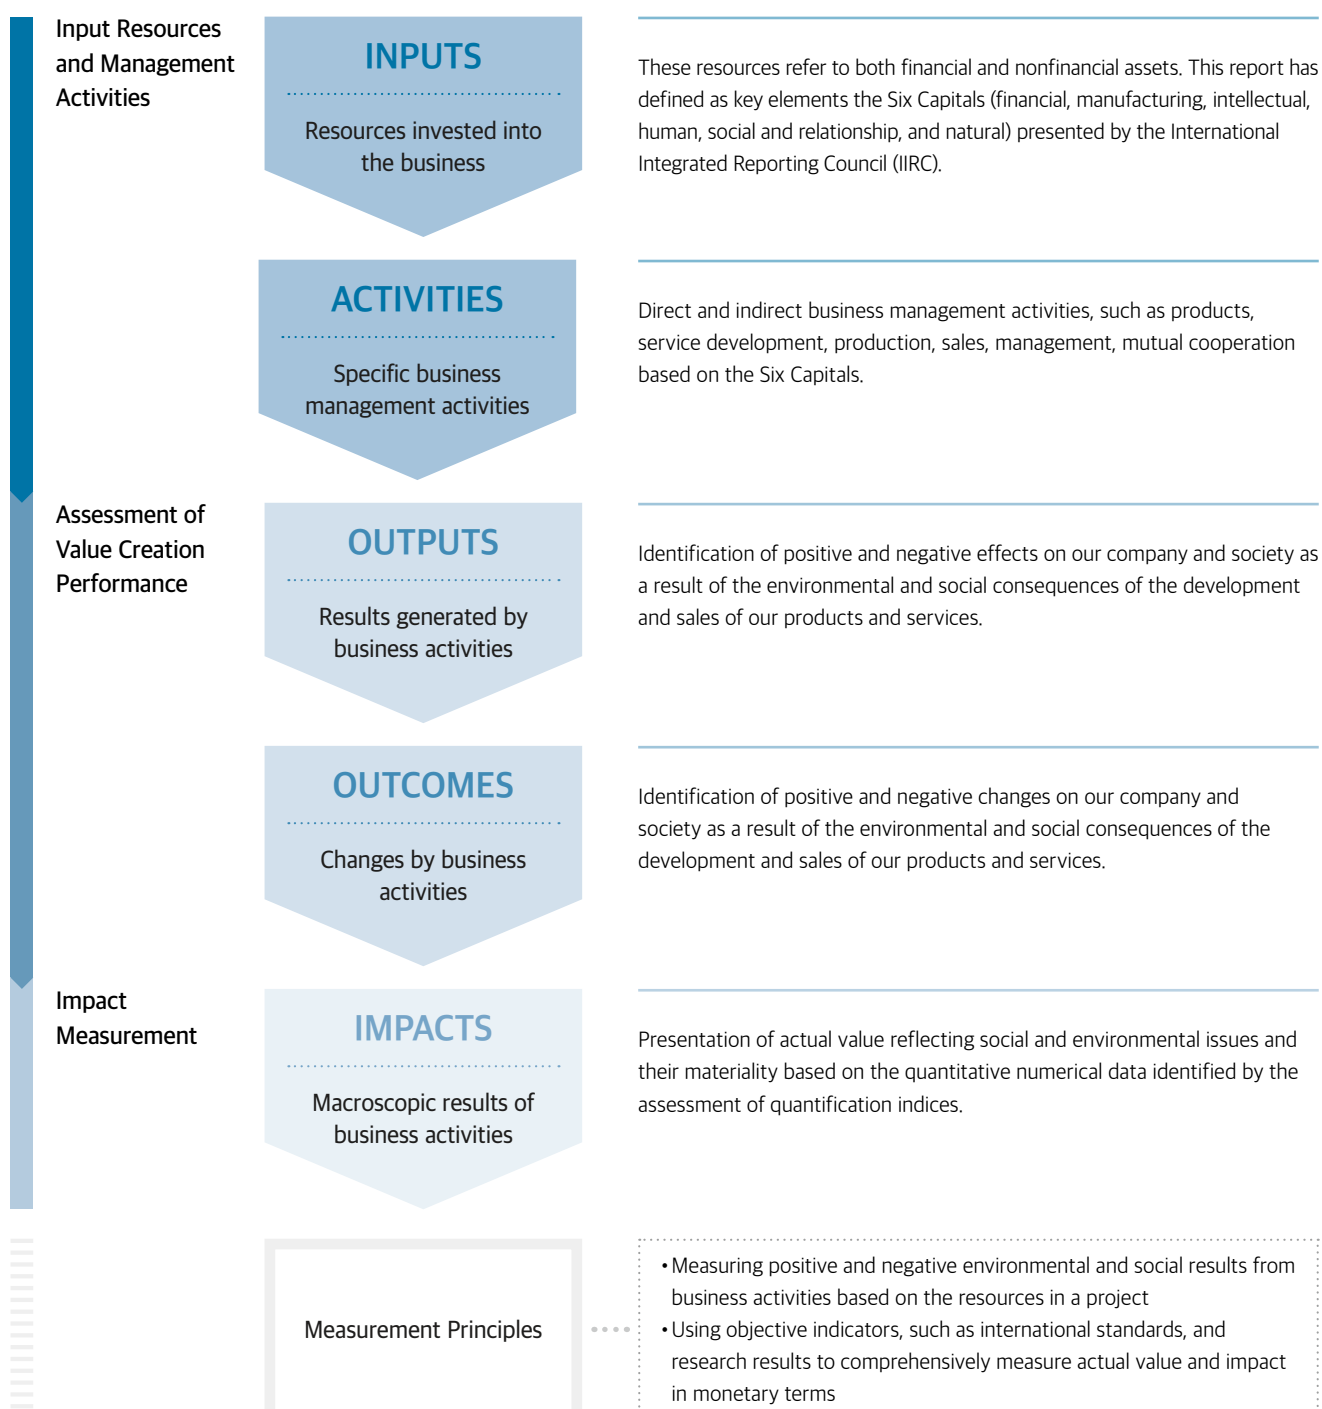 Input Resources
and Management
Activities
INPUTS
Resources invested into
the business
These resources refer to both financial and nonfinancial assets. This report has
defined as key elements the Six Capitals (financial, manufacturing, intellectual,
human, social and relationship, and natural) presented by the International
Integrated Reporting Council (IIRC).
ACTIVITIES
Specific business
management activities
Direct and indirect business management activities, such as products,
service development, production, sales, management, mutual cooperation
based on the Six Capitals.
Assessment of
Value Creation
Performance
OUTPUTS
Results generated by
business activities
Identification of positive and negative effects on our company and society as
a result of the environmental and social consequences of the development
and sales of our products and services.
OUTCOMES
Changes by business
activities
Identification of positive and negative changes on our company and
society as a result of the environmental and social consequences of the
development and sales of our products and services.
Impact
Measurement
IMPACTS
Macroscopic results of
business activities
Presentation of actual value reflecting social and environmental issues and
their materiality based on the quantitative numerical data identified by the
assessment of quantification indices.
Measurement Principles
• Measuring positive and negative environmental and social results from
business activities based on the resources in a project
• Using objective indicators, such as international standards, and
research results to comprehensively measure actual value and impact
in monetary terms